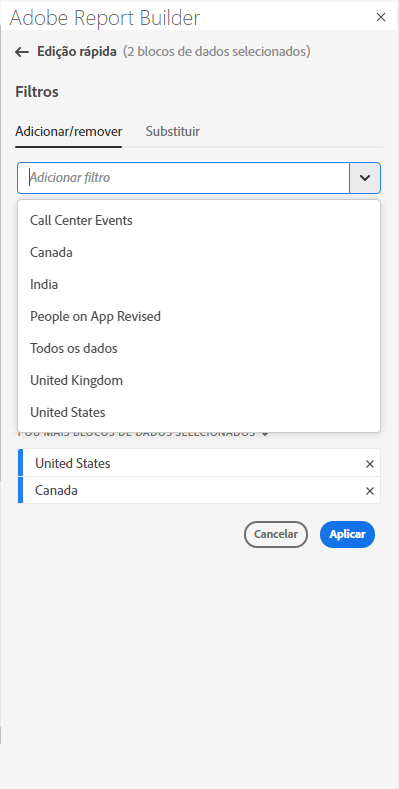 Adobe Report Builder
Edição rápida (2 blocos de dados selecionados)
Filtros
Adicionar/remover Substituir
Adicionar filtro
Call Center Events
Canada
India
People on App Revised
Todos os dados
United Kingdom
United States
MAIS BLOCOS DE DADOS SELECIONADOS
United States
Canada
Cancelar Aplicar